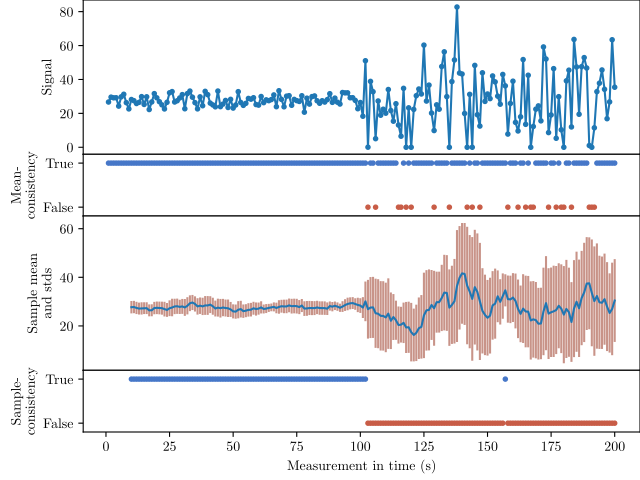 80
60
40
20
0
Signal
True
False
Mean-
consistency
60
40
20
Sample mean
and stds
True
False
Sample-
consistency
0 25 50 75 100 125 150 175 200
Measurement in time (s)